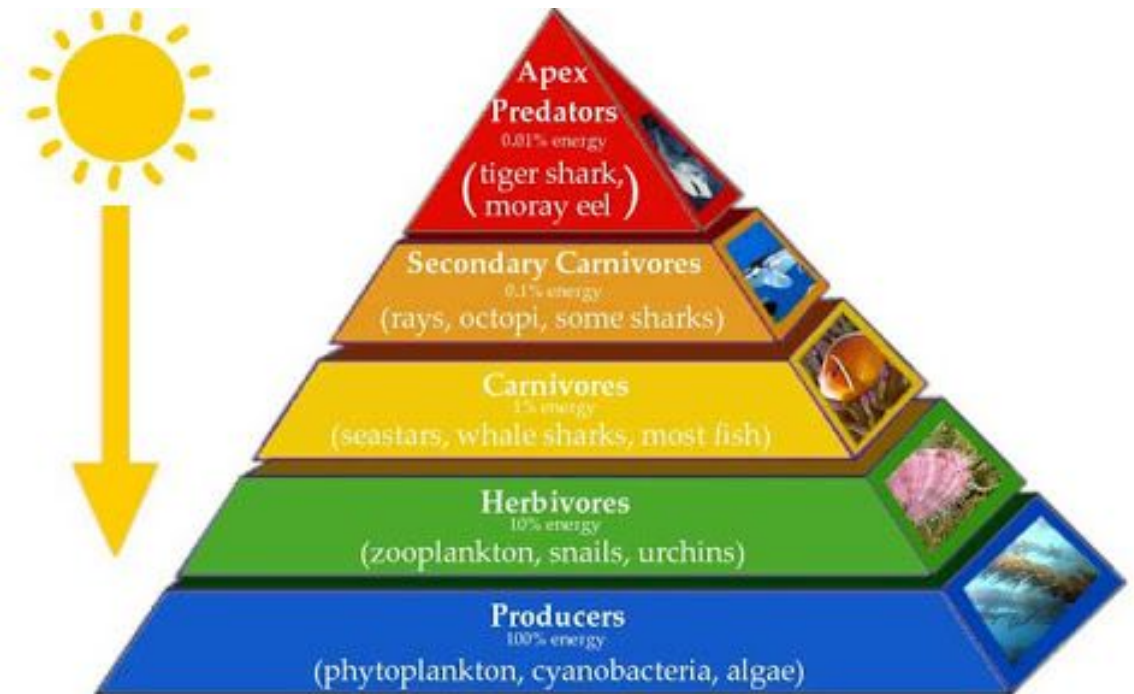 Apex
Predators
0.01% energy
(tiger shark,
moray eel)
Secondary Carnivores
0.1% energy
(rays, octopi, some sharks)
Carnivores
1% energy
(seastars, whale sharks, most fish)
Herbivores
10% energy
(zooplankton, snails, urchins)
Producers
100% energy
(phytoplankton, cyanobacteria, algae)